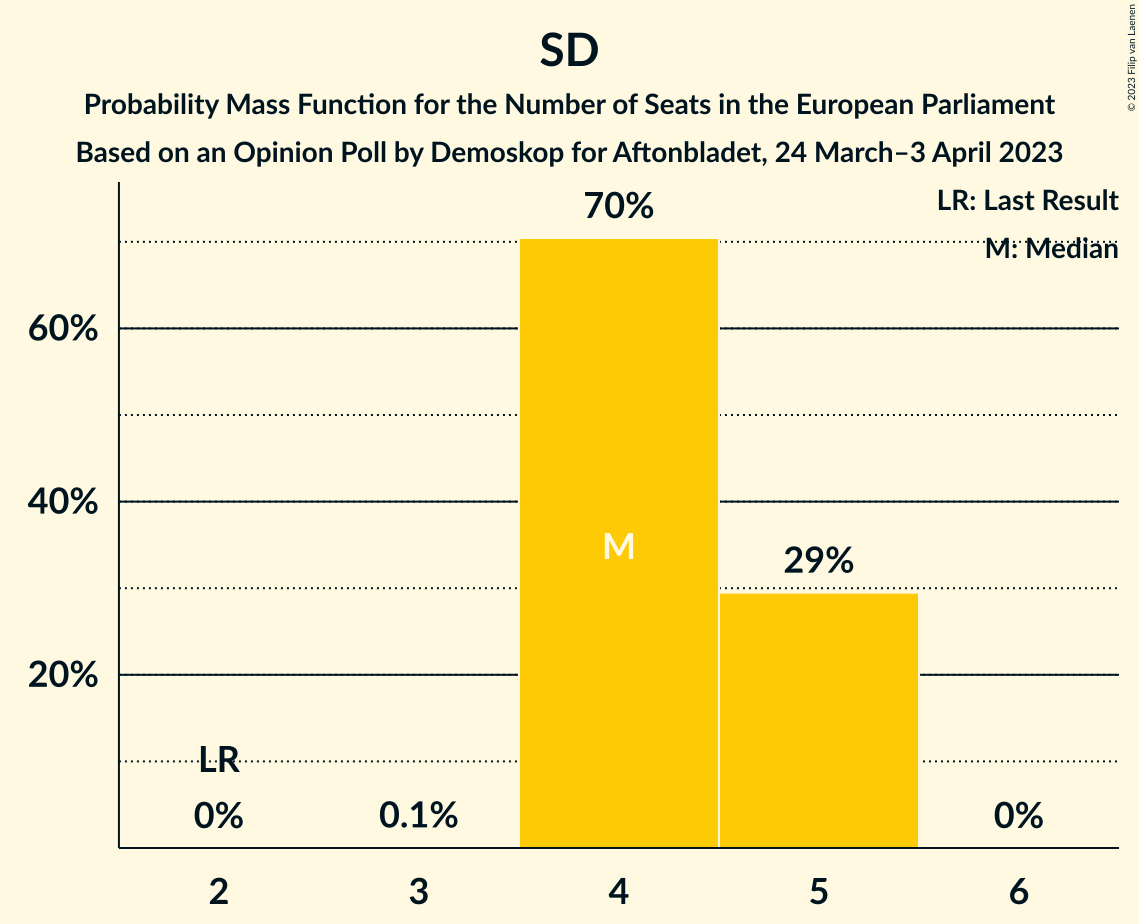 SD
Probability Mass Function for the Number of Seats in the European Parliament
Based on an Opinion Poll by Demoskop for Aftonbladet, 24 March–3 April 2023
© 2023 Filip van Laenen
LR: Last Result
M: Median
70%
60%
40%
20%
M
29%
LR
0%
0.1%
0%
2 3 4 5 6